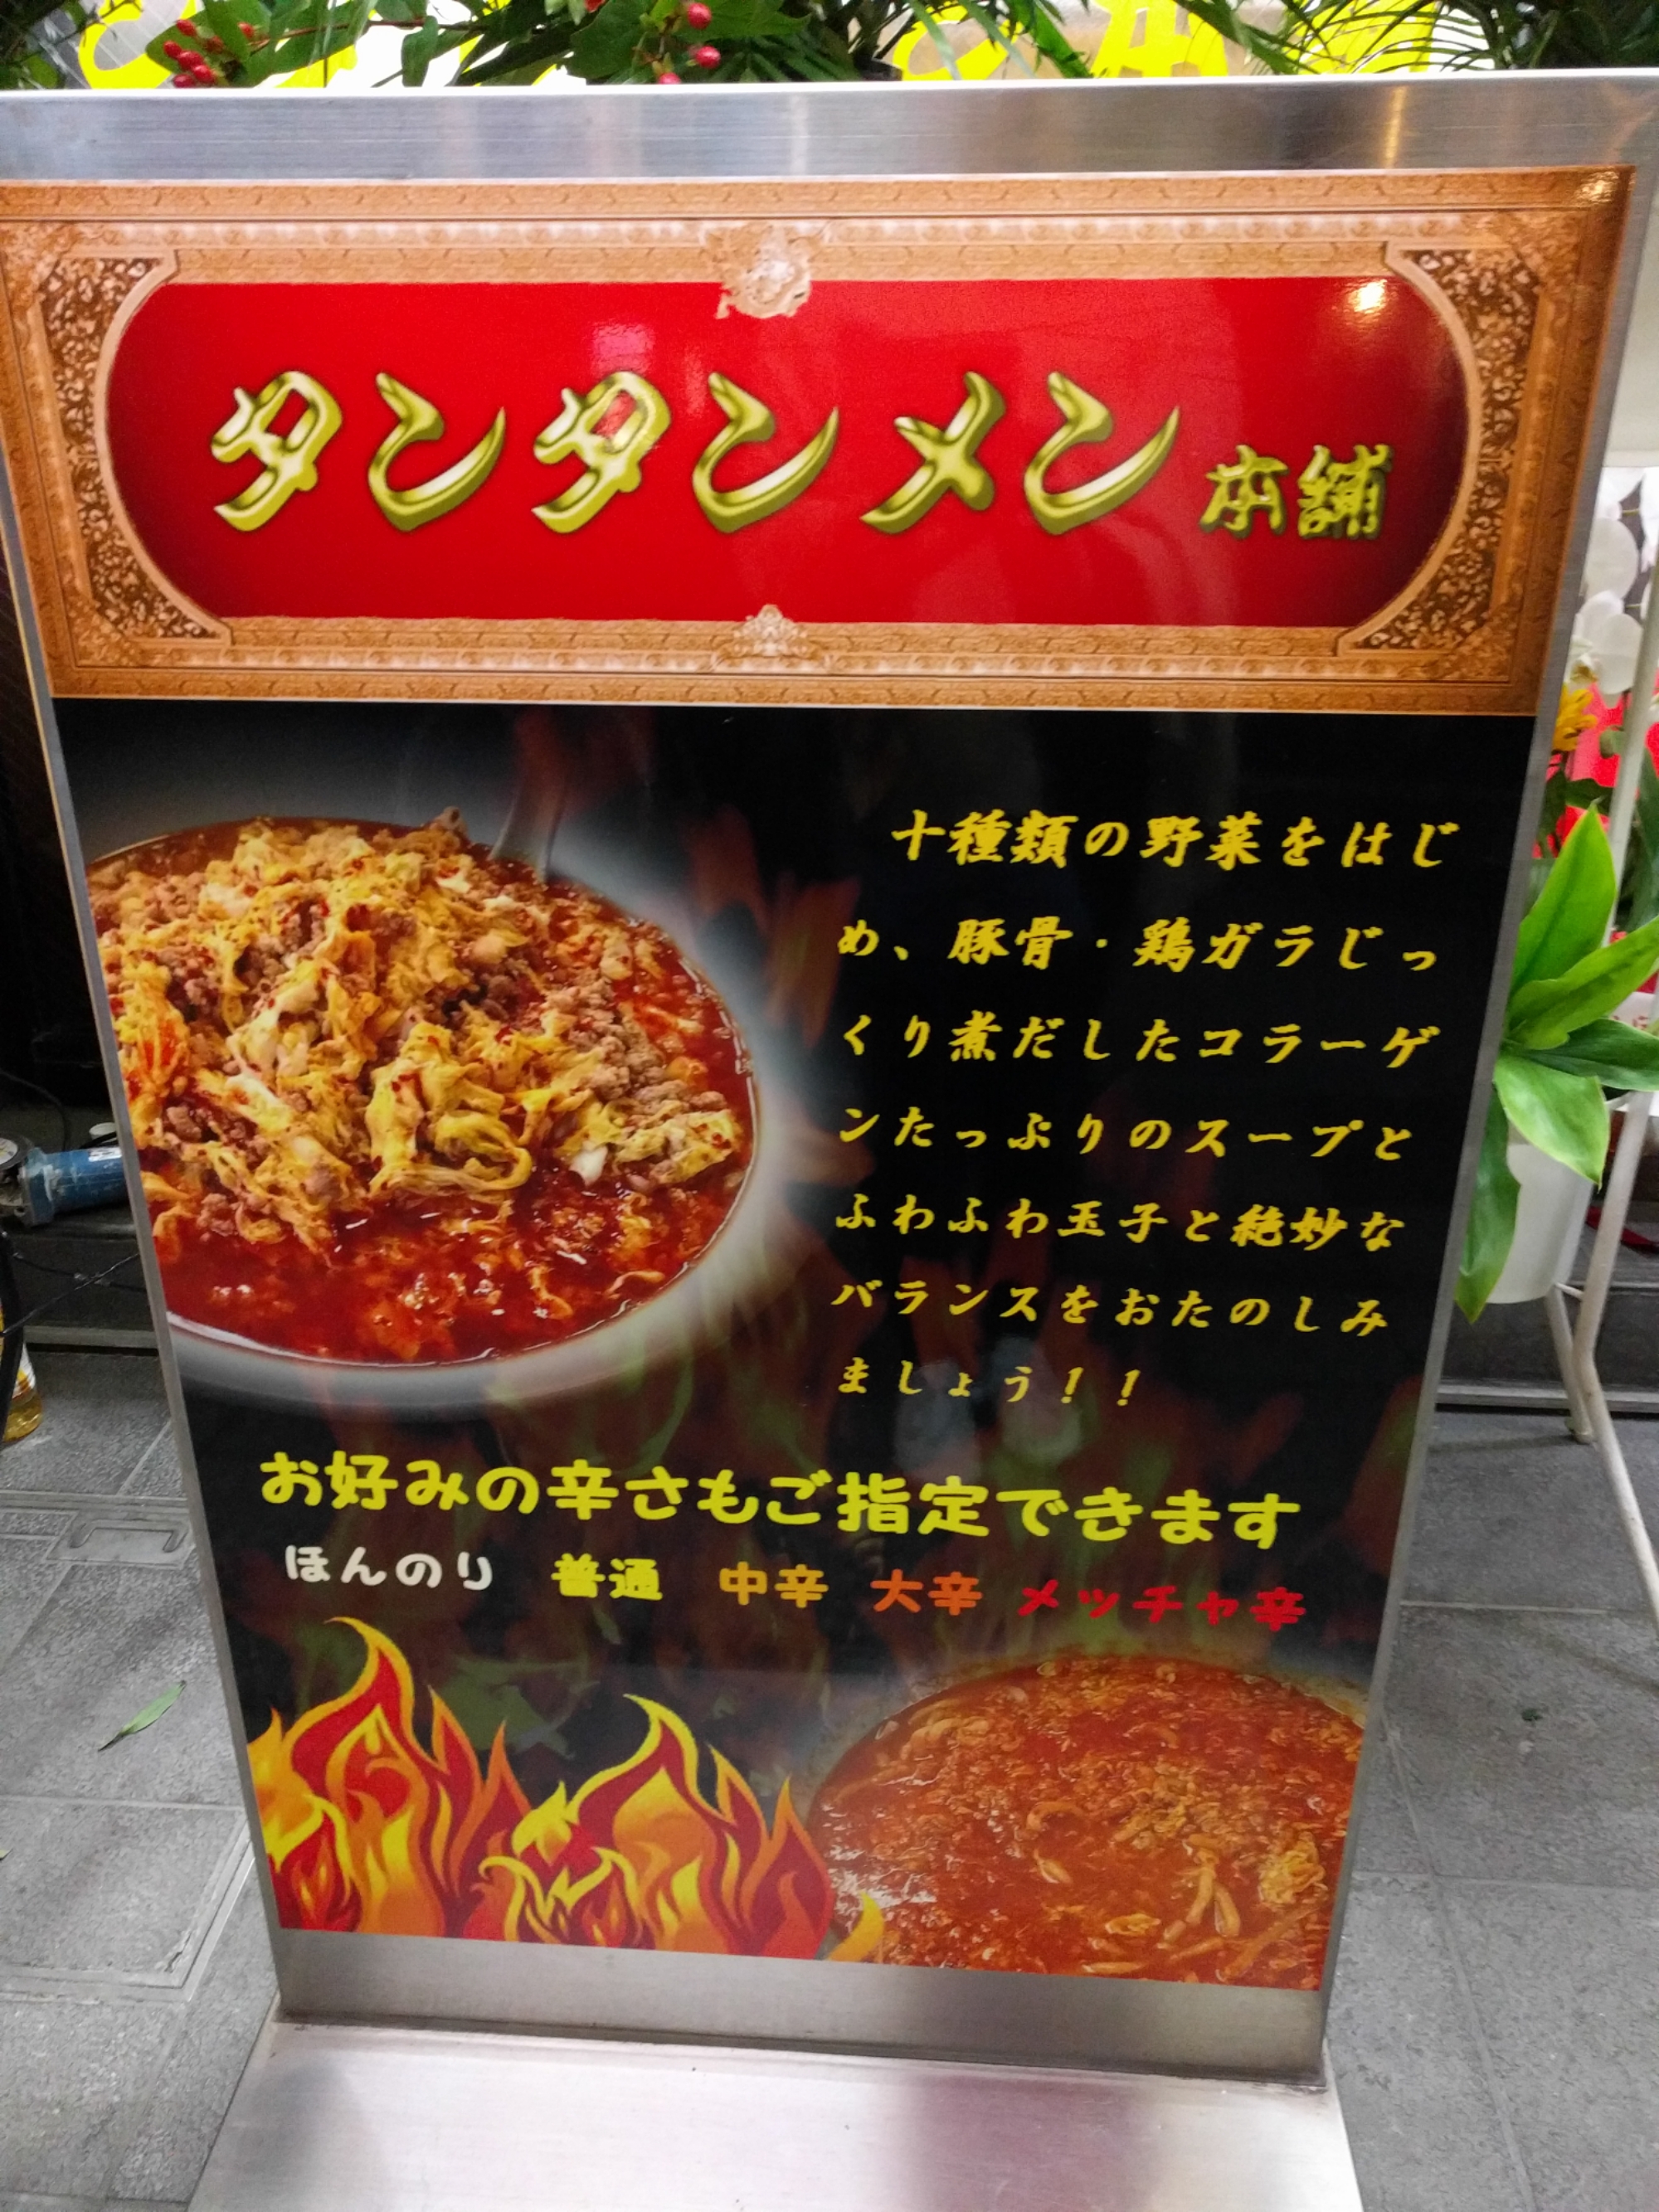 タンタンメン本舗
十種類の野菜をはじ
め、豚骨・鶏ガラじっ
くり煮だしたコラーゲ
ンたっぷりのスープと
ふわふわ玉子と絶妙な
バランスをおたのしみ
ましょう！！
お好みの辛さもご指定できます
ほんのり 普通 中辛 大辛 メッチャ辛